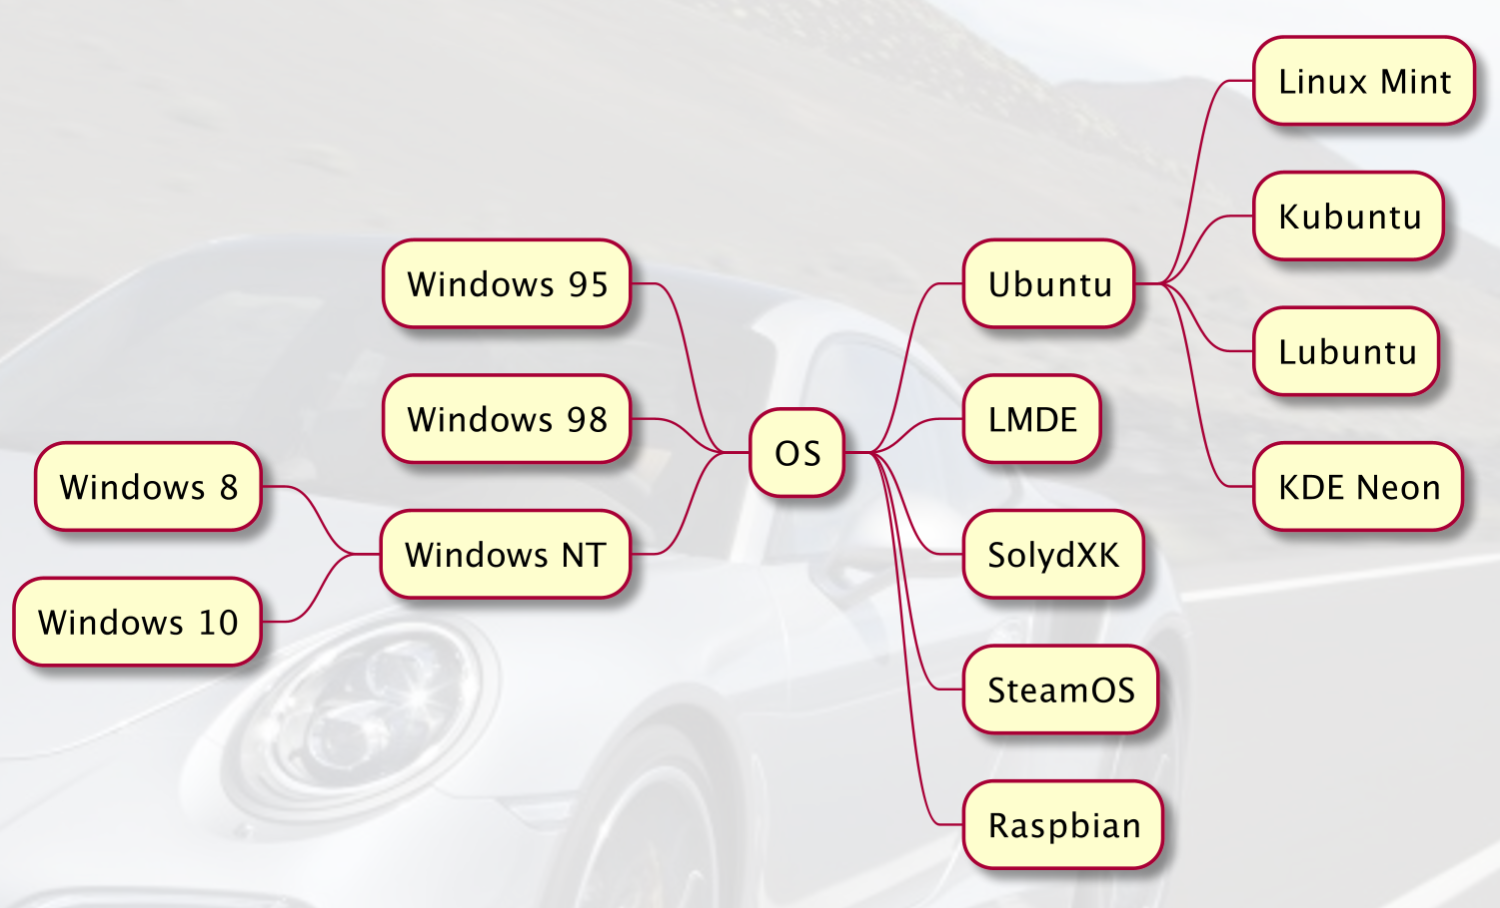 Linux Mint
Kubuntu
Windows 95
Ubuntu
Lubuntu
Windows 98
LMDE
OS
Windows 8
KDE Neon
Windows NT
SolydXK
Windows 10
SteamOS
Raspbian